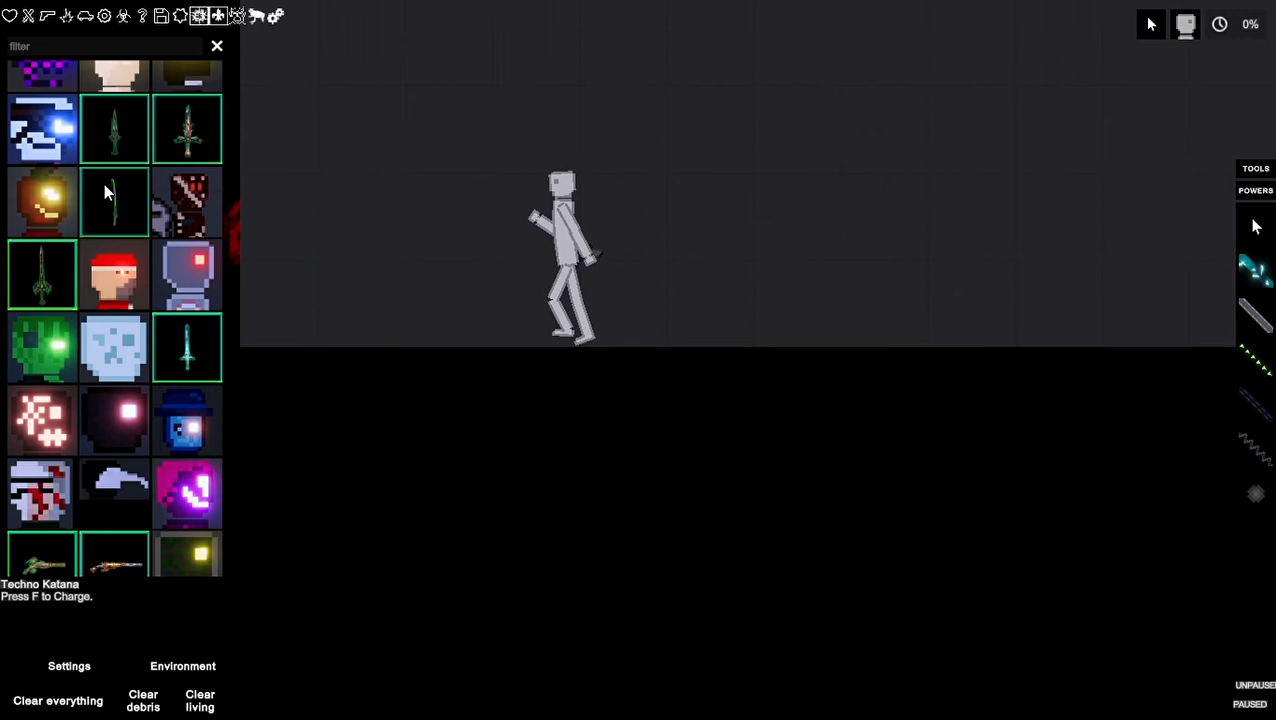 filter
0%
TOOLS
POWERS
Techno Katana
Press F to Charge.
Settings
Environment
Clear everything
Clear
debris
Clear
living
UNPAUSED
PAUSED